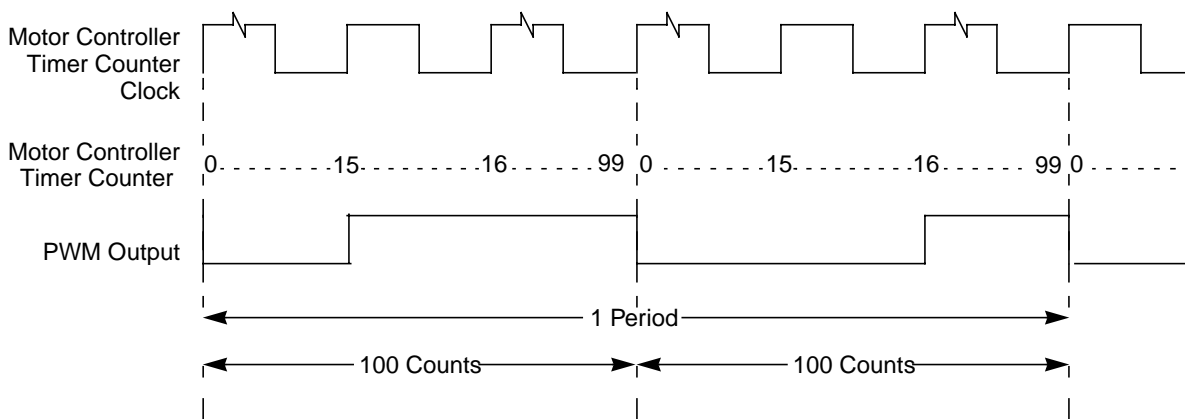 Motor Controller
Timer Counter
Clock
Motor Controller
Timer Counter
0 15 16 99 0 15 16 99 0
PWM Output
1 Period
100 Counts 100 Counts